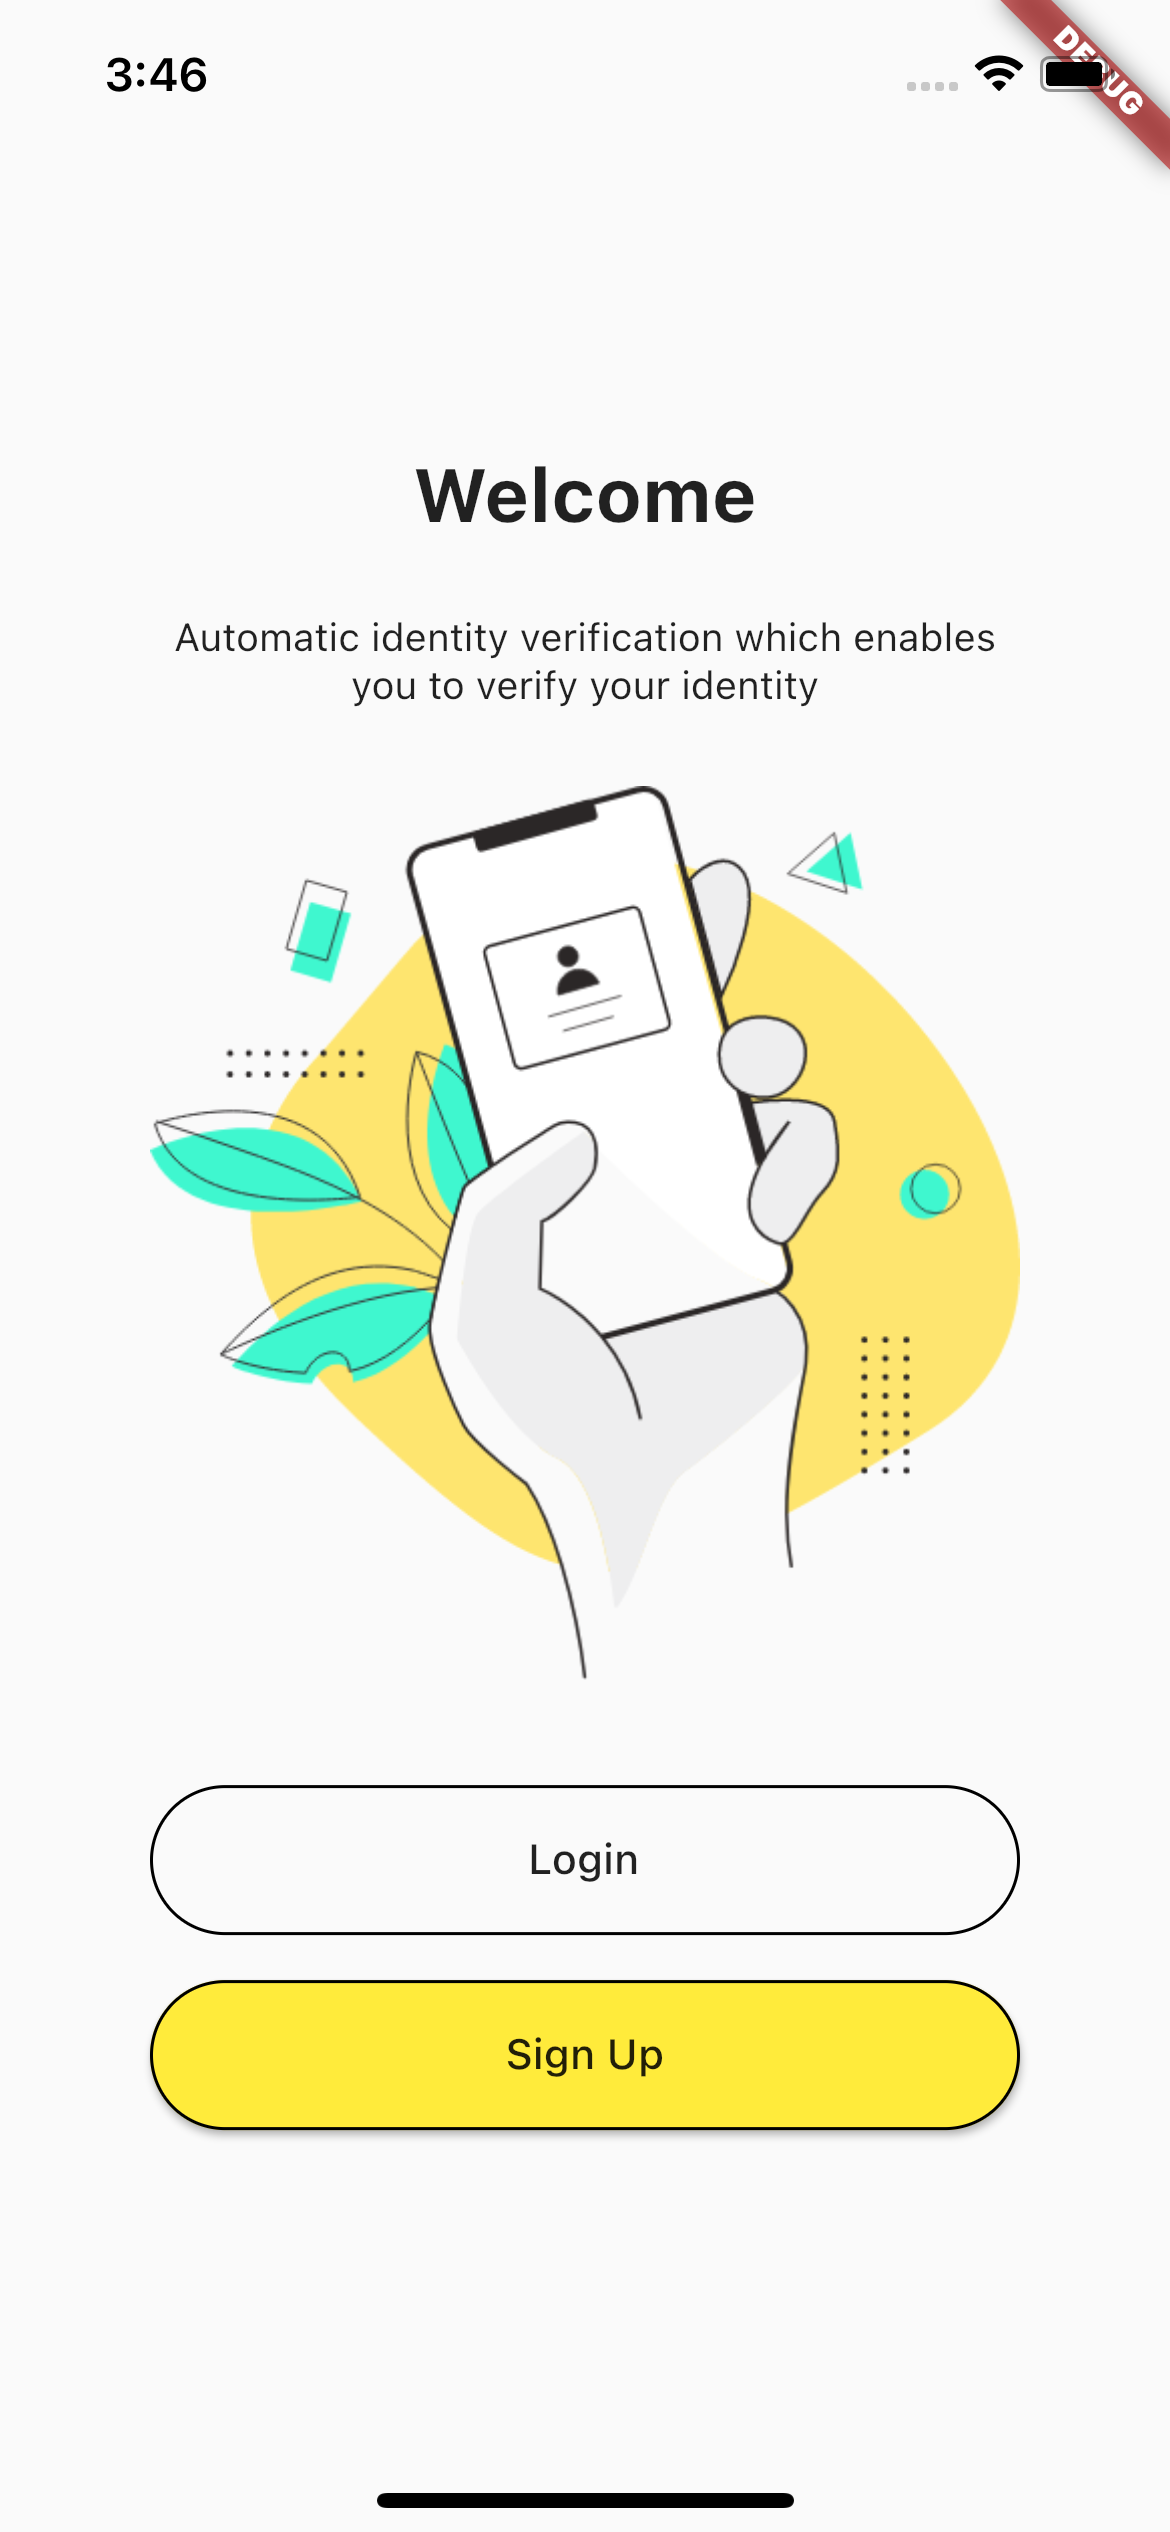 3:46
DEBUG
Welcome
Automatic identity verification which enables
you to verify your identity
Login
Sign Up